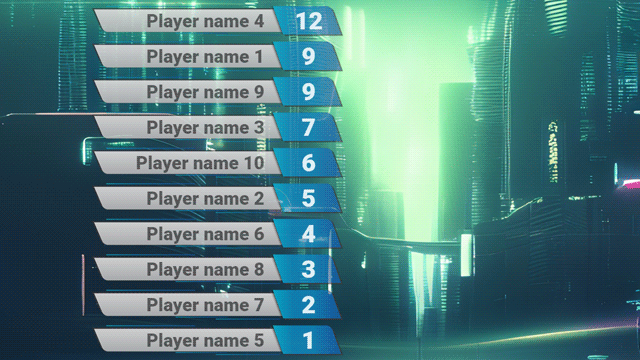 Player name 4 12
Player name 1 9
Player name 9 9
Player name 3 7
Player name 10 6
Player name 2 5
Player name 6 4
Player name 8 3
Player name 7 2
Player name 5 1